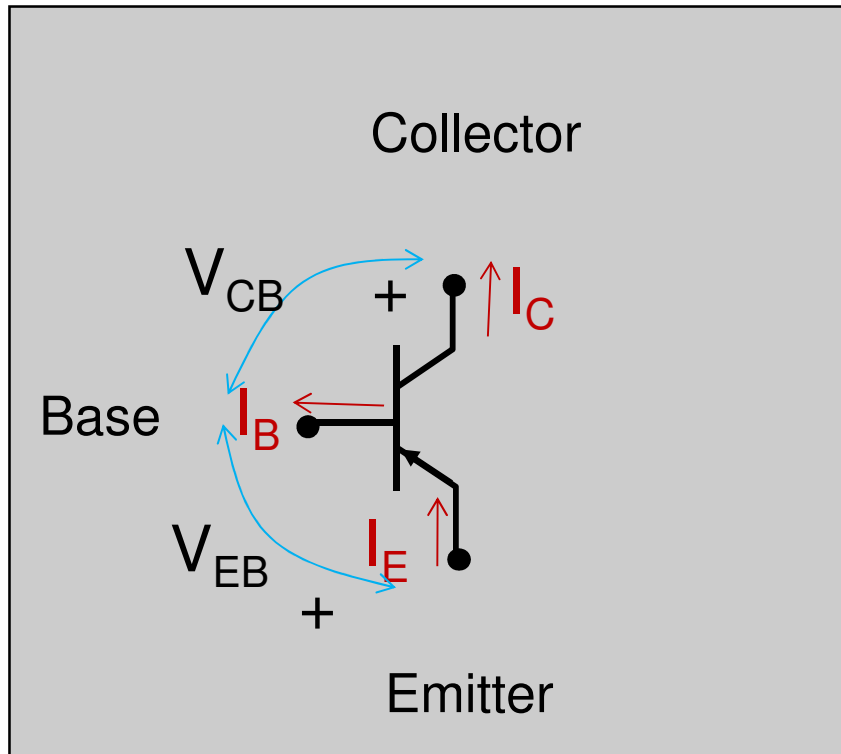 Collector
V_CB
+
I_C
Base
I_B
V_EB
I_E
+
Emitter